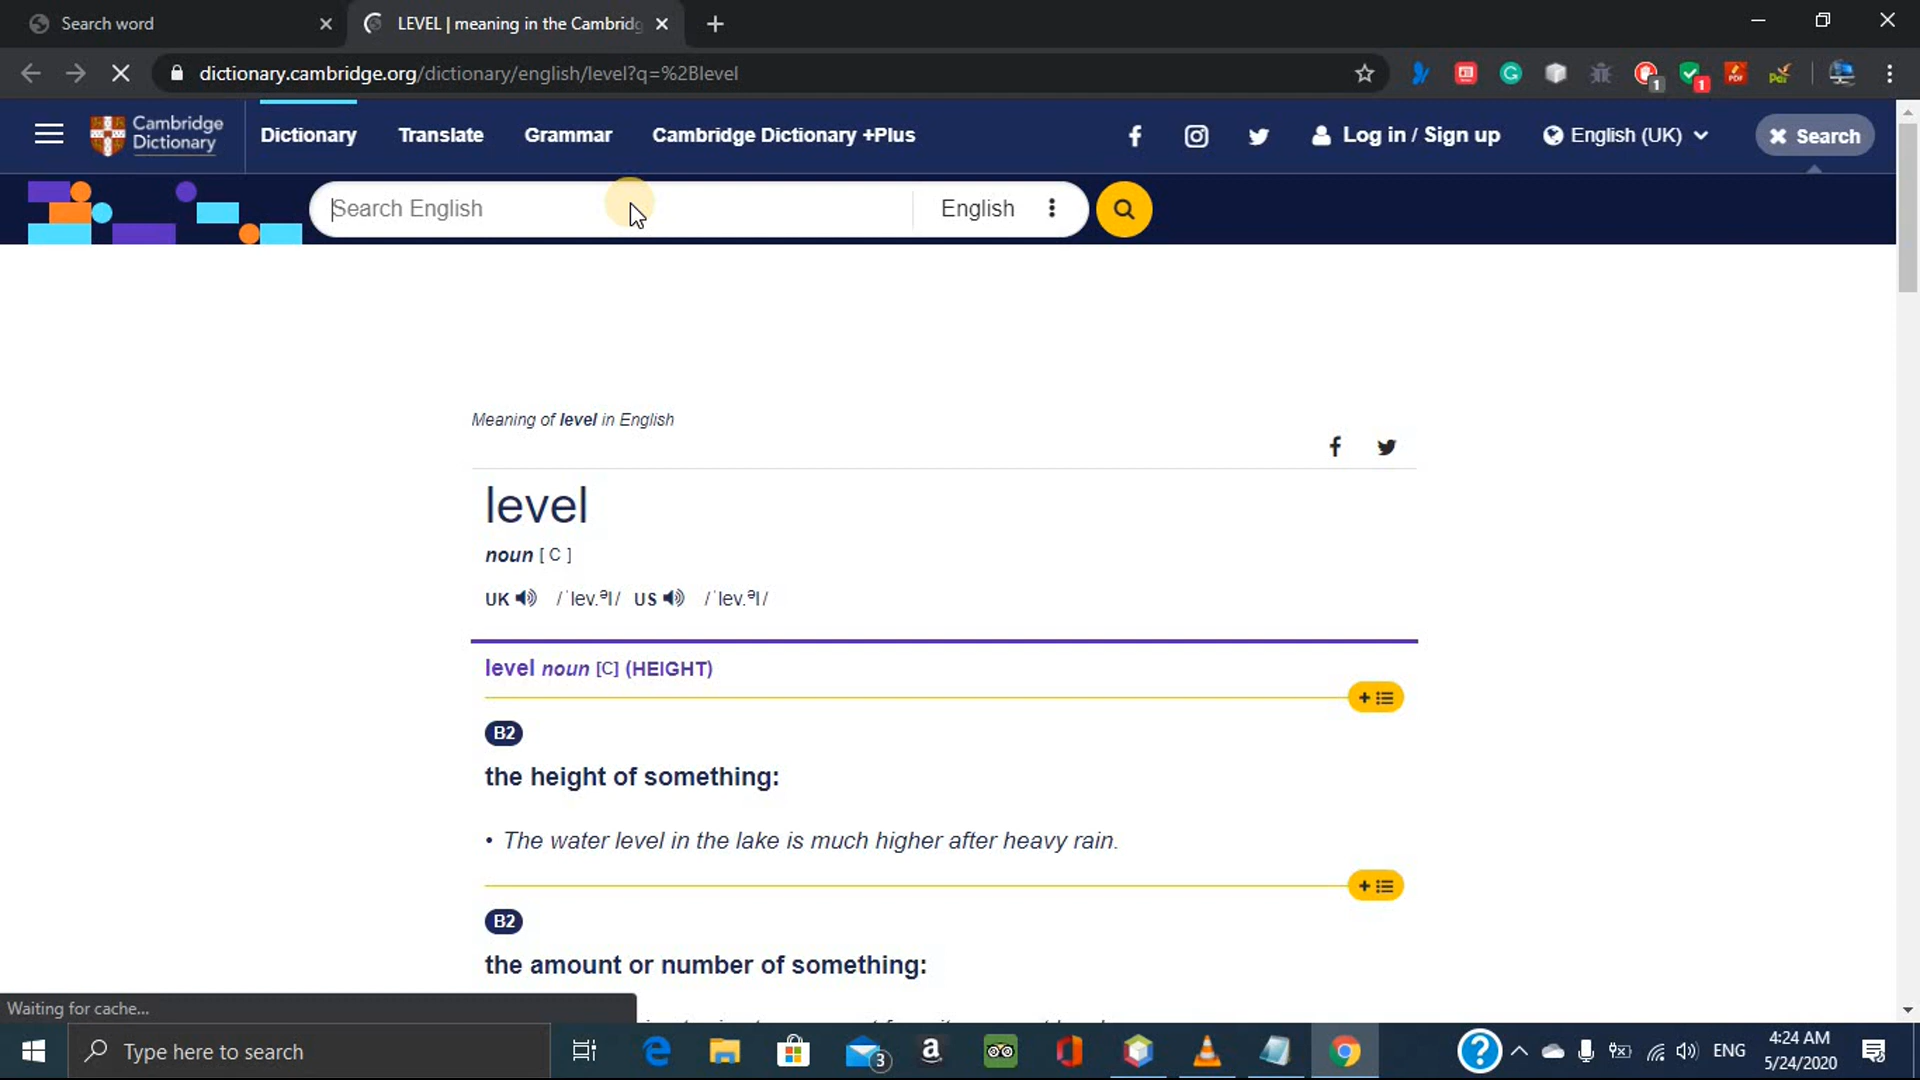 Search word
LEVEL | meaning in the Cambridg
dictionary.cambridge.org/dictionary/english/level?q=%2Blevel
1
1
PDF
Cambridge
Dictionary
Dictionary
Translate
Grammar
Cambridge Dictionary +Plus
Log in / Sign up
English (UK)
Search
Search English
English
Meaning of level in English
level
noun [ C ]
UK /ˈlev.ᵊl/ US /ˈlev.ᵊl/
level noun [C] (HEIGHT)
B2
the height of something:
• The water level in the lake is much higher after heavy rain.
B2
the amount or number of something:
Waiting for cache...
Type here to search
3
ENG
4:24 AM
5/24/2020